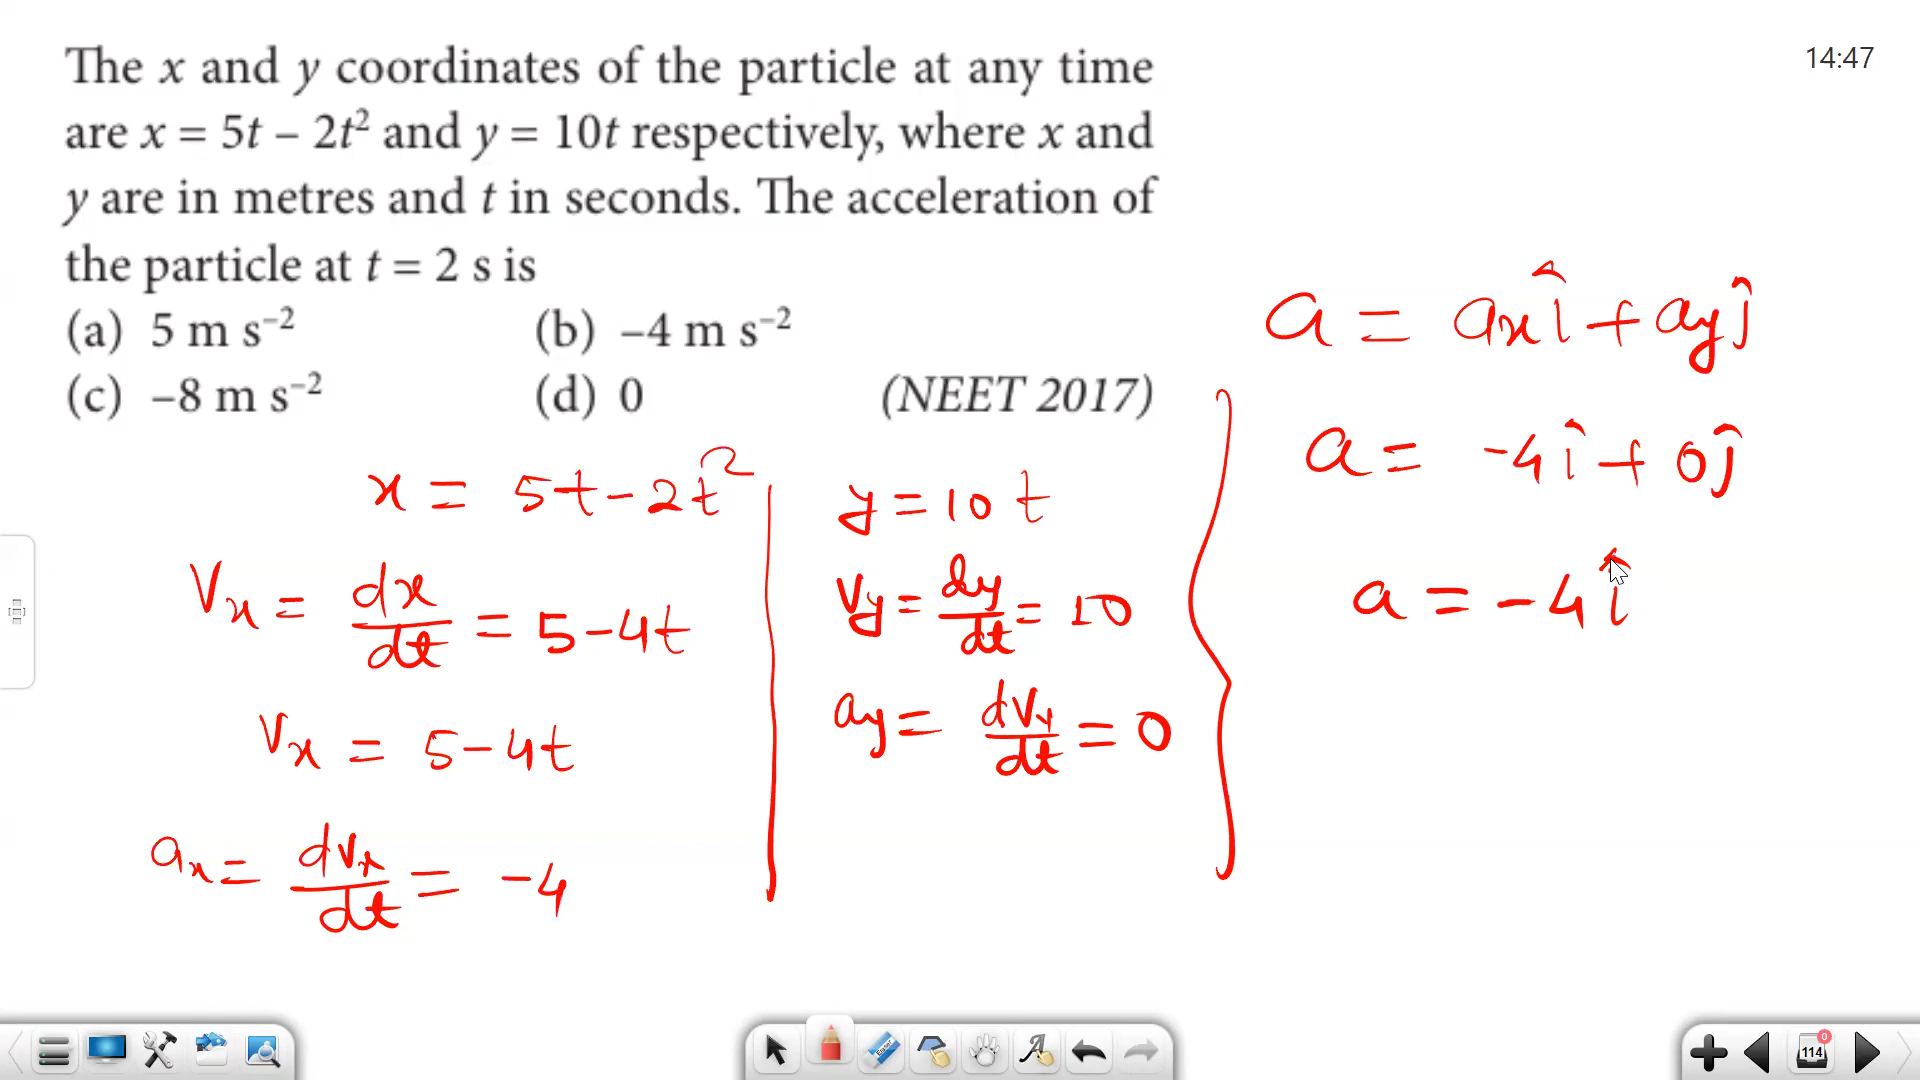 14:47
The x and y coordinates of the particle at any time
are x = 5t – 2t² and y = 10t respectively, where x and
y are in metres and t in seconds. The acceleration of
the particle at t = 2 s is
(a) 5 m s⁻² (b) –4 m s⁻²
(c) –8 m s⁻² (d) 0 (NEET 2017)
x = 5t - 2t²
Vx = dx/dt = 5 - 4t
Vx = 5 - 4t
ax = dVx/dt = -4
y = 10t
Vy = dy/dt = 10
ay = dVy/dt = 0
a = axî + ayĵ
a = -4î + 0ĵ
a = -4î
Eraser
A
114
0